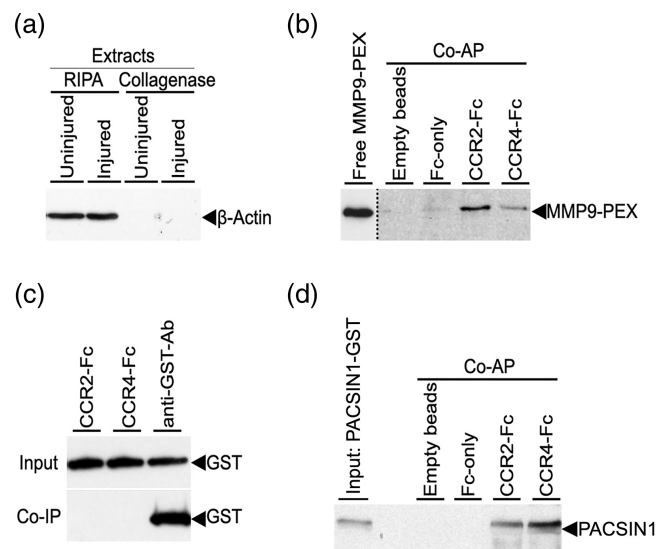 (a)
Extracts
RIPA Collagenase
Uninjured
Injured
Uninjured
Injured
β-Actin
(b)
Co-AP
Free MMP9-PEX
Empty beads
Fc-only
CCR2-Fc
CCR4-Fc
MMP9-PEX
(c)
CCR2-Fc
CCR4-Fc
anti-GST-Ab
Input
GST
Co-IP
GST
(d)
Co-AP
Input: PACSIN1-GST
Empty beads
Fc-only
CCR2-Fc
CCR4-Fc
PACSIN1